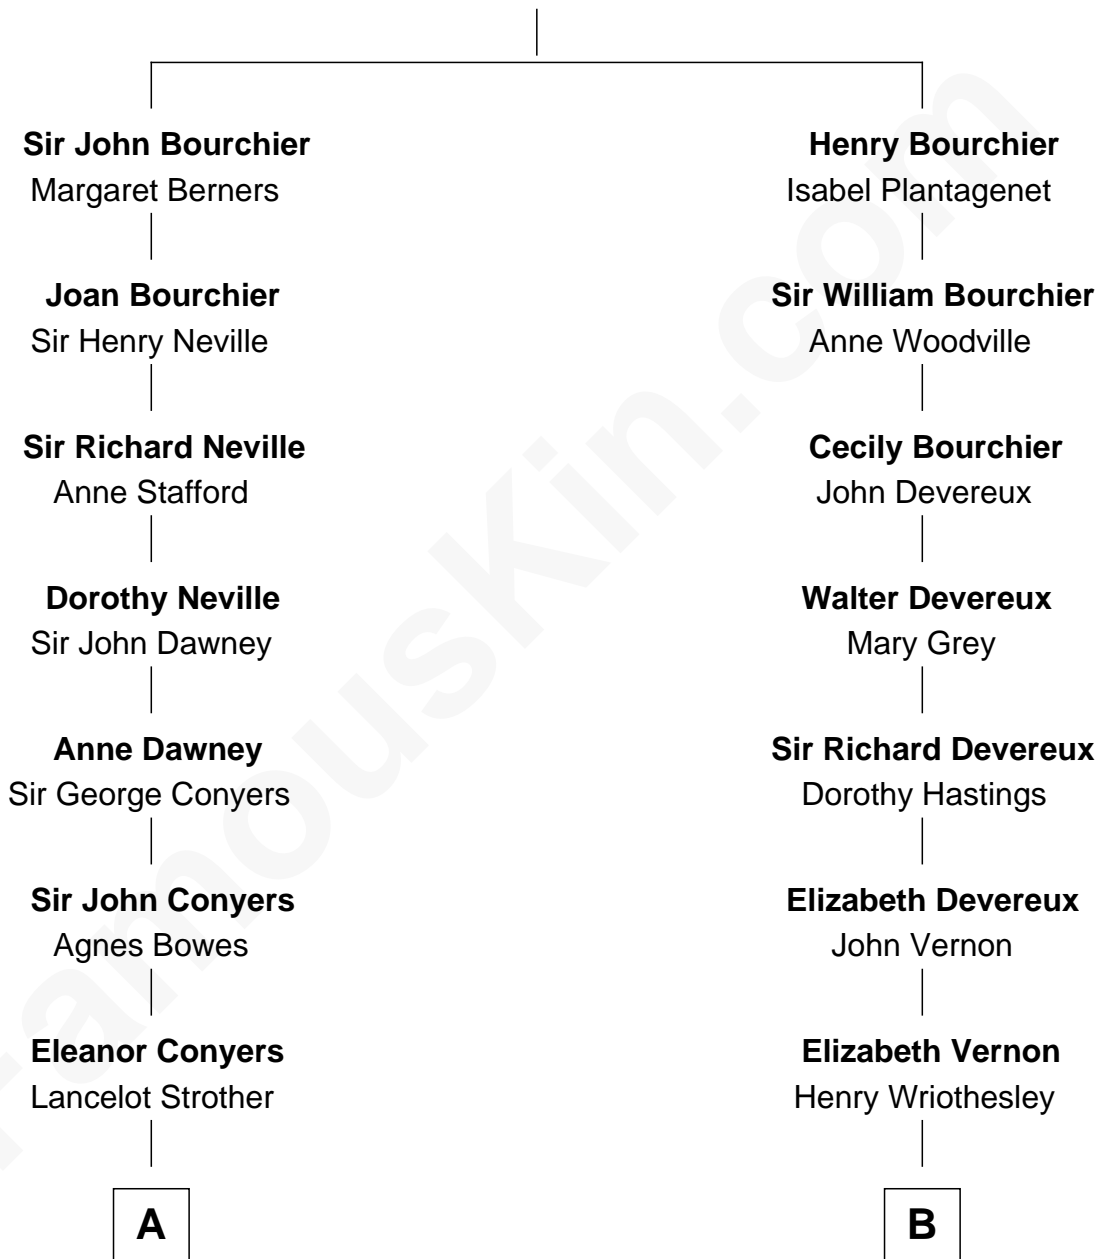 Sir John Bourchier
Margaret Berners
Joan Bourchier
Sir Henry Neville
Sir Richard Neville
Anne Stafford
Dorothy Neville
Sir John Dawney
Anne Dawney
Sir George Conyers
Sir John Conyers
Agnes Bowes
Eleanor Conyers
Lancelot Strother
A
Henry Bourchier
Isabel Plantagenet
Sir William Bourchier
Anne Woodville
Cecily Bourchier
John Devereux
Walter Devereux
Mary Grey
Sir Richard Devereux
Dorothy Hastings
Elizabeth Devereux
John Vernon
Elizabeth Vernon
Henry Wriothesley
B
FamousKin.com